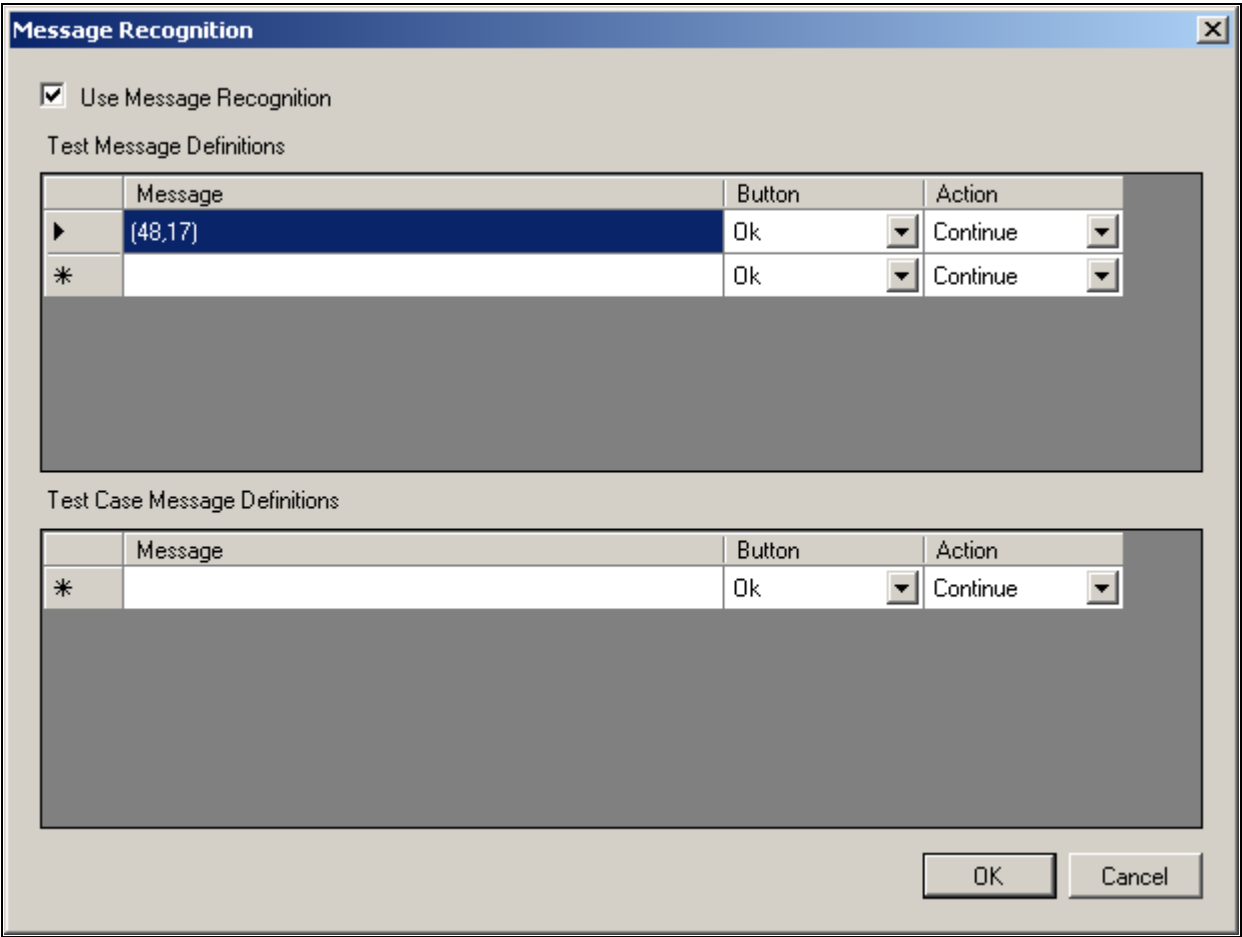 Message Recognition
Use Message Recognition
Test Message Definitions
Message Button Action
(48,17) Ok Continue
Ok Continue
Test Case Message Definitions
Message Button Action
Ok Continue
OK Cancel